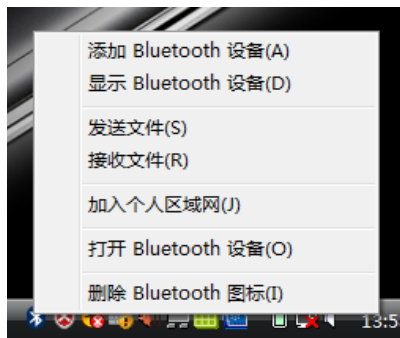 添加 Bluetooth 设备(A)
显示 Bluetooth 设备(D)
发送文件(S)
接收文件(R)
加入个人区域网(J)
打开 Bluetooth 设备(O)
删除 Bluetooth 图标(I)
13:5